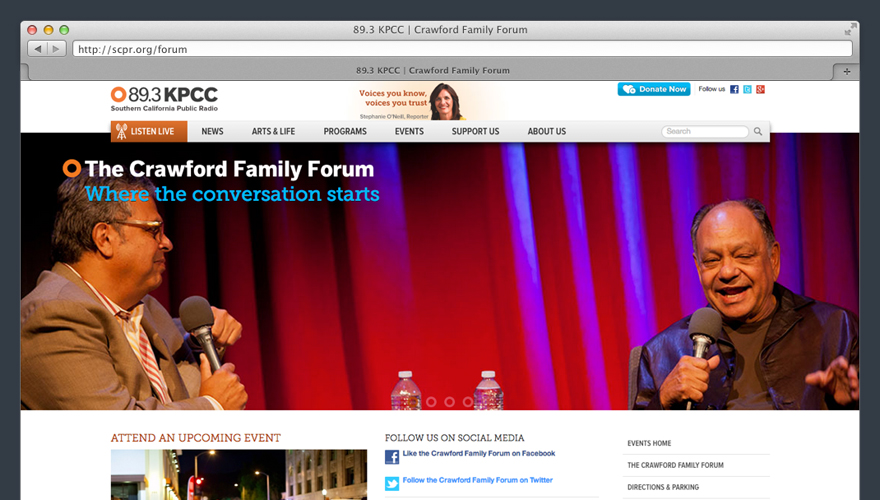 89.3 KPCC | Crawford Family Forum
http://scpr.org/forum
89.3 KPCC | Crawford Family Forum
89.3 KPCC
Southern California Public Radio
Voices you know,
voices you trust
Stephanie O'Neill, Reporter
Donate Now
Follow us
LISTEN LIVE
NEWS
ARTS & LIFE
PROGRAMS
EVENTS
SUPPORT US
ABOUT US
Search
The Crawford Family Forum
Where the conversation starts
ATTEND AN UPCOMING EVENT
FOLLOW US ON SOCIAL MEDIA
Like the Crawford Family Forum on Facebook
Follow the Crawford Family Forum on Twitter
EVENTS HOME
THE CRAWFORD FAMILY FORUM
DIRECTIONS & PARKING